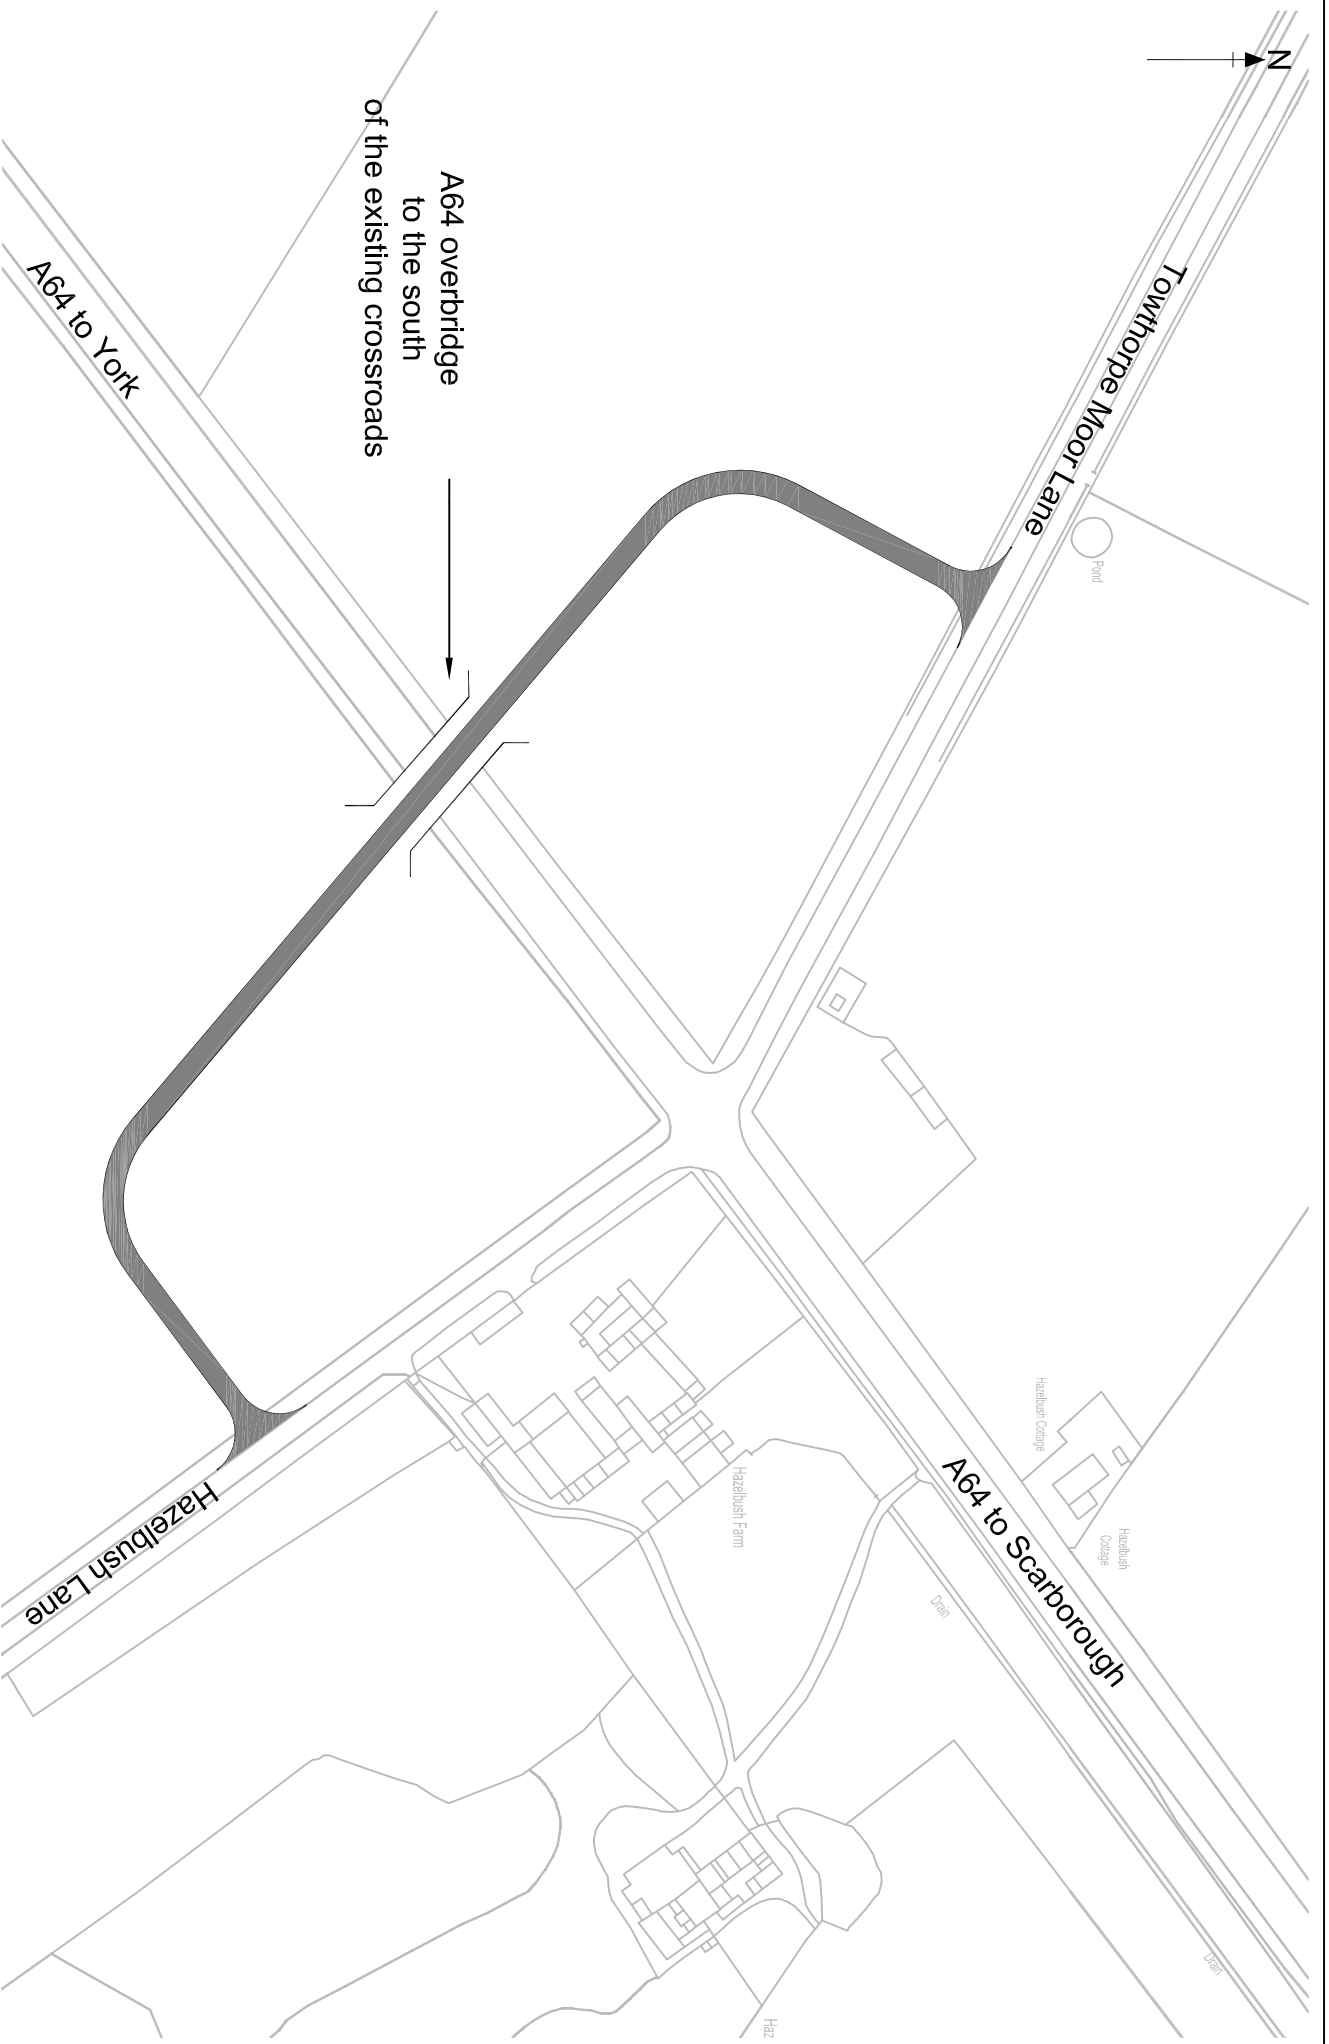 N
Towthorpe Moor Lane
A64 overbridge
to the south
of the existing crossroads
A64 to York
Pond
Hazelbush Cottage
Hazelbush
Cottage
A64 to Scarborough
Hazelbush Farm
Hazelbush Lane
Drain
Drain
Haz